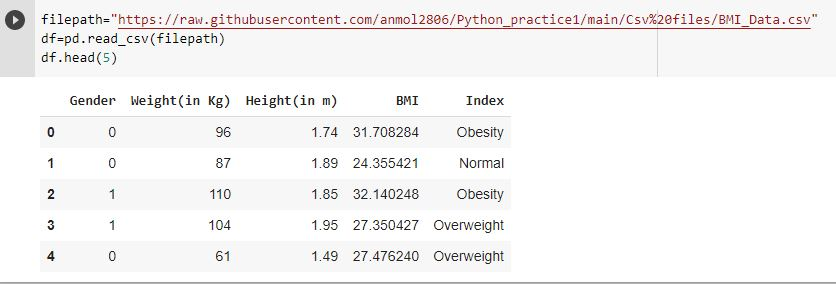 filepath="https://raw.githubusercontent.com/anmol2806/Python_practice1/main/Csv%20files/BMI_Data.csv"
df=pd.read_csv(filepath)
df.head(5)
Gender Weight(in Kg) Height(in m) BMI Index
0 0 96 1.74 31.708284 Obesity
1 0 87 1.89 24.355421 Normal
2 1 110 1.85 32.140248 Obesity
3 1 104 1.95 27.350427 Overweight
4 0 61 1.49 27.476240 Overweight